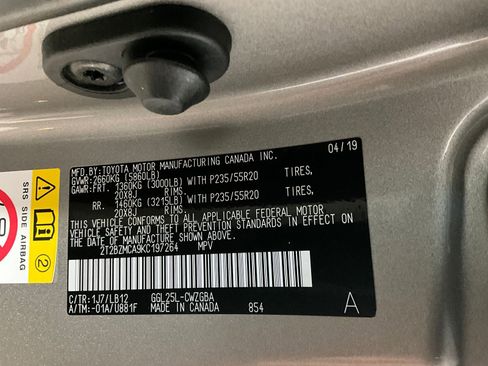 MFD.BY:TOYOTA MOTOR MANUFACTURING CANADA INC. 04/19
GVWR:2660KG (5860LB)
GAWR:FRT. 1360KG (3000LB) WITH P235/55R20 TIRES,
20X8J RIMS,
RR. 1460KG (3215LB) WITH P235/55R20 TIRES,
20X8J RIMS,
THIS VEHICLE CONFORMS TO ALL APPLICABLE FEDERAL MOTOR
VEHICLE SAFETY AND THEFT PREVENTION STANDARDS IN EFFECT
ON THE DATE OF MANUFACTURE SHOWN ABOVE.
2T2BZMCA9KC197264 MPV
C/TR:1J7/LB12 GGL25L-CWZGBA
A/TM:-01A/U881F MADE IN CANADA 854 A
SRS SIDE AIRBAG
2